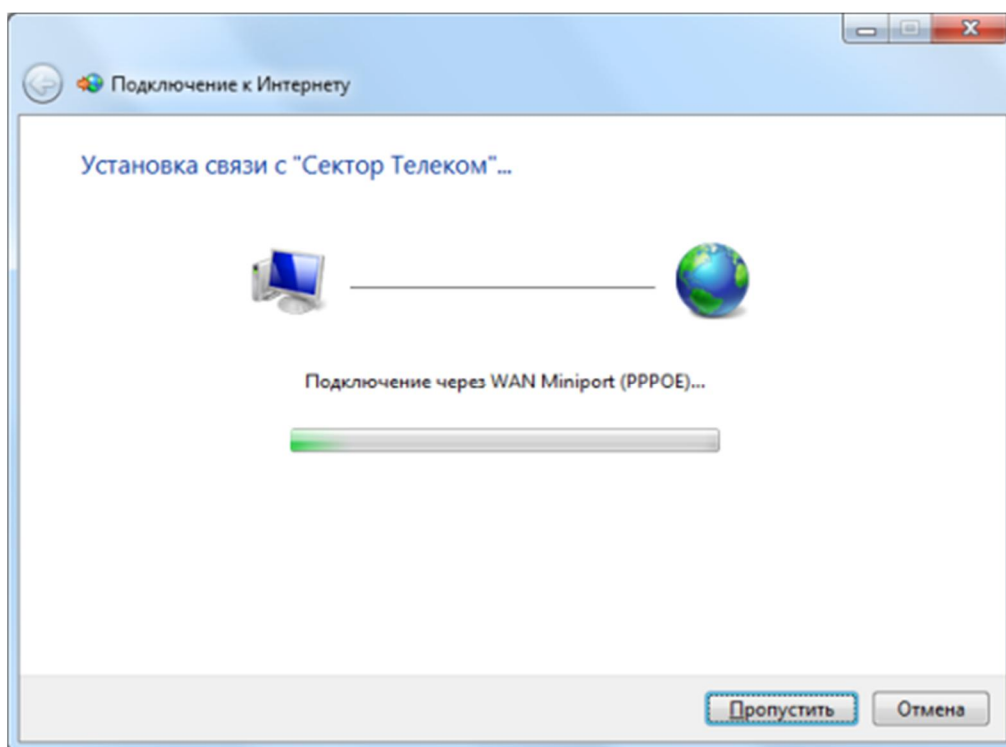 Подключение к Интернету
Установка связи с "Сектор Телеком"...
Подключение через WAN Miniport (PPPOE)...
Пропустить Отмена